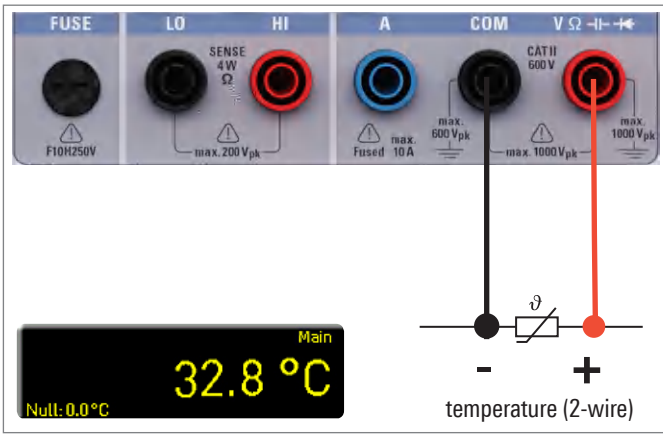 FUSE LO HI A COM V Ω ⊣⊢
SENSE
4W
Ω
CAT II
600 V
max.
600 Vpk
max.
1000 Vpk
F10H250V
max. 200 Vpk
Fused max. 10 A
max. 1000 Vpk
ϑ
Main
32.8 °C
Null: 0.0°C
- +
temperature (2-wire)